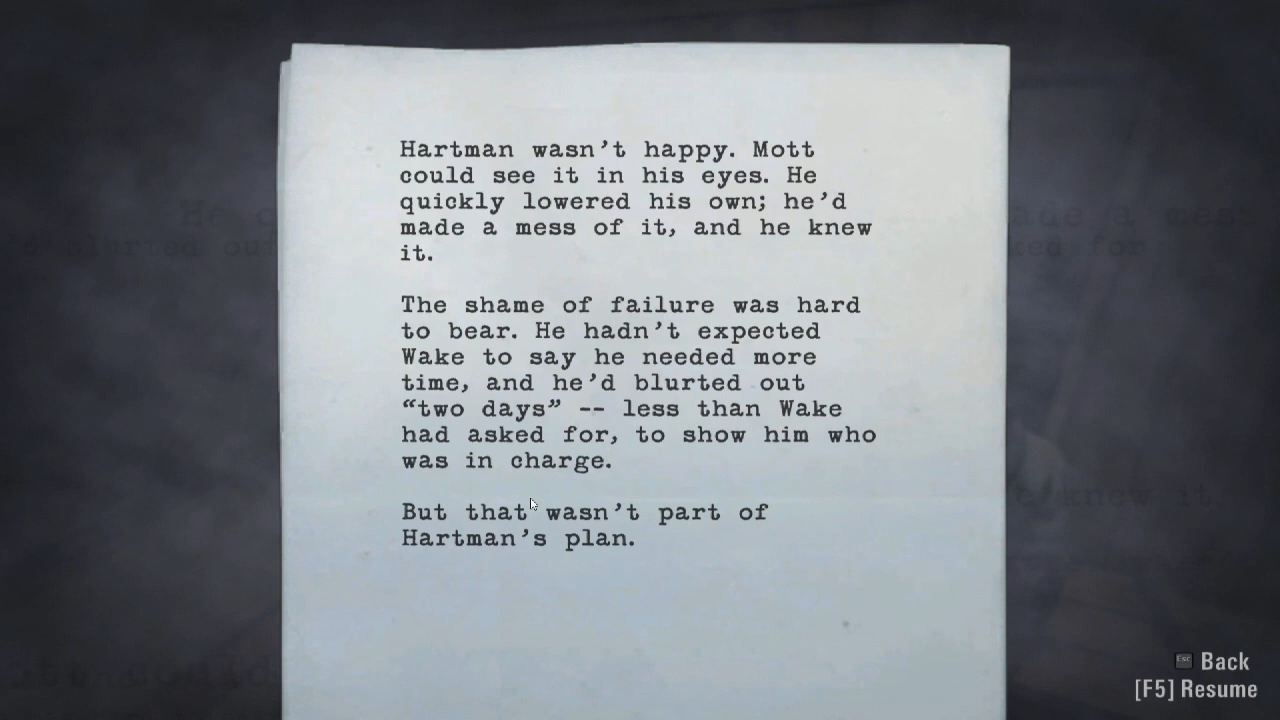 Hartman wasn’t happy. Mott
could see it in his eyes. He
quickly lowered his own; he’d
made a mess of it, and he knew
it.
The shame of failure was hard
to bear. He hadn’t expected
Wake to say he needed more
time, and he’d blurted out
“two days” -- less than Wake
had asked for, to show him who
was in charge.
But that wasn’t part of
Hartman’s plan.
Esc Back
[F5] Resume